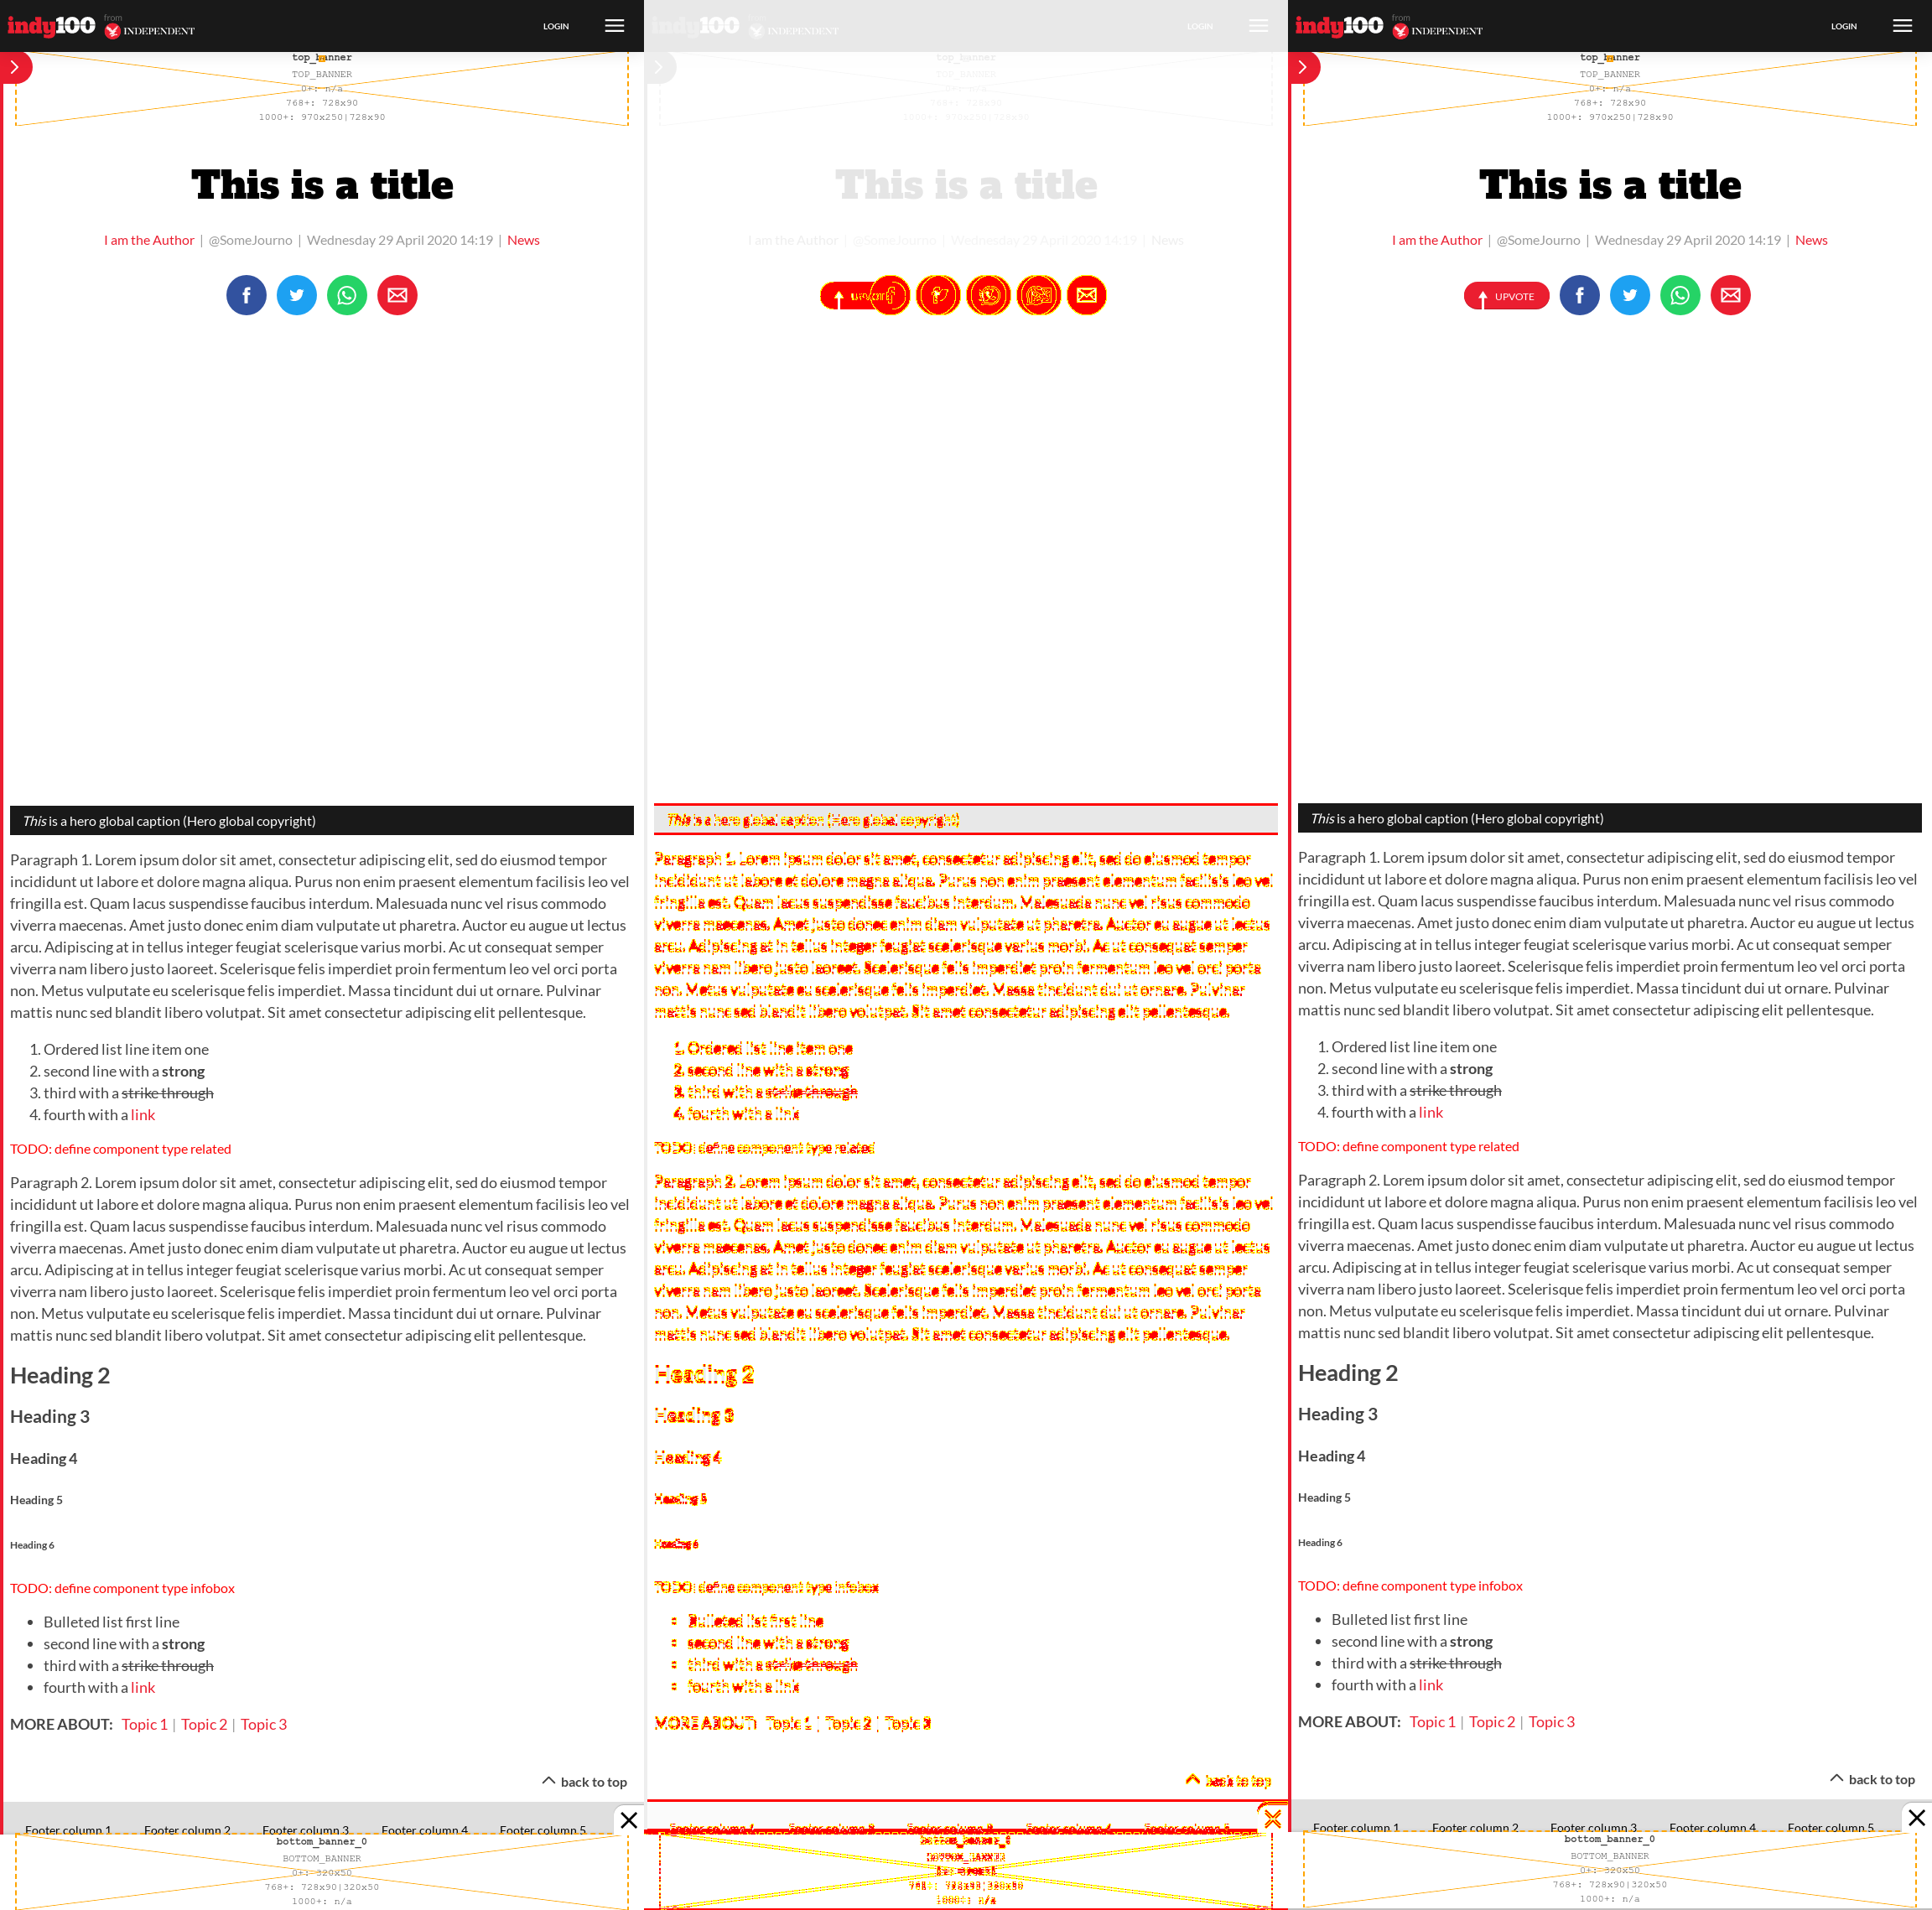 indy100 from INDEPENDENT LOGIN
top_banner
TOP_BANNER
0+: n/a
768+: 728x90
1000+: 970x250|728x90
This is a title
I am the Author | @SomeJourno | Wednesday 29 April 2020 14:19 | News
This is a hero global caption (Hero global copyright)
Paragraph 1. Lorem ipsum dolor sit amet, consectetur adipiscing elit, sed do eiusmod tempor
incididunt ut labore et dolore magna aliqua. Purus non enim praesent elementum facilisis leo vel
fringilla est. Quam lacus suspendisse faucibus interdum. Malesuada nunc vel risus commodo
viverra maecenas. Amet justo donec enim diam vulputate ut pharetra. Auctor eu augue ut lectus
arcu. Adipiscing at in tellus integer feugiat scelerisque varius morbi. Ac ut consequat semper
viverra nam libero justo laoreet. Scelerisque felis imperdiet proin fermentum leo vel orci porta
non. Metus vulputate eu scelerisque felis imperdiet. Massa tincidunt dui ut ornare. Pulvinar
mattis nunc sed blandit libero volutpat. Sit amet consectetur adipiscing elit pellentesque.
1. Ordered list line item one
2. second line with a strong
3. third with a strike through
4. fourth with a link
TODO: define component type related
Paragraph 2. Lorem ipsum dolor sit amet, consectetur adipiscing elit, sed do eiusmod tempor
incididunt ut labore et dolore magna aliqua. Purus non enim praesent elementum facilisis leo vel
fringilla est. Quam lacus suspendisse faucibus interdum. Malesuada nunc vel risus commodo
viverra maecenas. Amet justo donec enim diam vulputate ut pharetra. Auctor eu augue ut lectus
arcu. Adipiscing at in tellus integer feugiat scelerisque varius morbi. Ac ut consequat semper
viverra nam libero justo laoreet. Scelerisque felis imperdiet proin fermentum leo vel orci porta
non. Metus vulputate eu scelerisque felis imperdiet. Massa tincidunt dui ut ornare. Pulvinar
mattis nunc sed blandit libero volutpat. Sit amet consectetur adipiscing elit pellentesque.
Heading 2
Heading 3
Heading 4
Heading 5
Heading 6
TODO: define component type infobox
• Bulleted list first line
• second line with a strong
• third with a strike through
• fourth with a link
MORE ABOUT: Topic 1 | Topic 2 | Topic 3
back to top
Footer column 1 Footer column 2 Footer column 3 Footer column 4 Footer column 5
bottom_banner_0
BOTTOM_BANNER
0+: 320x50
768+: 728x90|320x50
1000+: n/a
indy100 INDEPENDENT LOGIN
top_banner
TOP_BANNER
0+: n/a
768+: 728x90
1000+: 970x250|728x90
This is a title
I am the Author | @SomeJourno | Wednesday 29 April 2020 14:19 | News
This is a hero global caption (Hero global copyright)
Paragraph 1. Lorem ipsum dolor sit amet, consectetur adipiscing elit, sed do eiusmod tempor
incididunt ut labore et dolore magna aliqua. Purus non enim praesent elementum facilisis leo vel
fringilla est. Quam lacus suspendisse faucibus interdum. Malesuada nunc vel risus commodo
viverra maecenas. Amet justo donec enim diam vulputate ut pharetra. Auctor eu augue ut lectus
arcu. Adipiscing at in tellus integer feugiat scelerisque varius morbi. Ac ut consequat semper
viverra nam libero justo laoreet. Scelerisque felis imperdiet proin fermentum leo vel orci porta
non. Metus vulputate eu scelerisque felis imperdiet. Massa tincidunt dui ut ornare. Pulvinar
mattis nunc sed blandit libero volutpat. Sit amet consectetur adipiscing elit pellentesque.
1. Ordered list line item one
2. second line with a strong
3. third with a strike through
4. fourth with a link
TODO: define component type related
Paragraph 2. Lorem ipsum dolor sit amet, consectetur adipiscing elit, sed do eiusmod tempor
incididunt ut labore et dolore magna aliqua. Purus non enim praesent elementum facilisis leo vel
fringilla est. Quam lacus suspendisse faucibus interdum. Malesuada nunc vel risus commodo
viverra maecenas. Amet justo donec enim diam vulputate ut pharetra. Auctor eu augue ut lectus
arcu. Adipiscing at in tellus integer feugiat scelerisque varius morbi. Ac ut consequat semper
viverra nam libero justo laoreet. Scelerisque felis imperdiet proin fermentum leo vel orci porta
non. Metus vulputate eu scelerisque felis imperdiet. Massa tincidunt dui ut ornare. Pulvinar
mattis nunc sed blandit libero volutpat. Sit amet consectetur adipiscing elit pellentesque.
Heading 2
Heading 3
Heading 4
Heading 5
Heading 6
TODO: define component type infobox
Bulleted list first line
second line with a strong
third with a strike through
fourth with a link
MORE ABOUT: Topic 1 | Topic 2 | Topic 3
back to top
indy100 from INDEPENDENT LOGIN
top_banner
TOP_BANNER
0+: n/a
768+: 728x90
1000+: 970x250|728x90
This is a title
I am the Author | @SomeJourno | Wednesday 29 April 2020 14:19 | News
UPVOTE
This is a hero global caption (Hero global copyright)
Paragraph 1. Lorem ipsum dolor sit amet, consectetur adipiscing elit, sed do eiusmod tempor
incididunt ut labore et dolore magna aliqua. Purus non enim praesent elementum facilisis leo vel
fringilla est. Quam lacus suspendisse faucibus interdum. Malesuada nunc vel risus commodo
viverra maecenas. Amet justo donec enim diam vulputate ut pharetra. Auctor eu augue ut lectus
arcu. Adipiscing at in tellus integer feugiat scelerisque varius morbi. Ac ut consequat semper
viverra nam libero justo laoreet. Scelerisque felis imperdiet proin fermentum leo vel orci porta
non. Metus vulputate eu scelerisque felis imperdiet. Massa tincidunt dui ut ornare. Pulvinar
mattis nunc sed blandit libero volutpat. Sit amet consectetur adipiscing elit pellentesque.
1. Ordered list line item one
2. second line with a strong
3. third with a strike through
4. fourth with a link
TODO: define component type related
Paragraph 2. Lorem ipsum dolor sit amet, consectetur adipiscing elit, sed do eiusmod tempor
incididunt ut labore et dolore magna aliqua. Purus non enim praesent elementum facilisis leo vel
fringilla est. Quam lacus suspendisse faucibus interdum. Malesuada nunc vel risus commodo
viverra maecenas. Amet justo donec enim diam vulputate ut pharetra. Auctor eu augue ut lectus
arcu. Adipiscing at in tellus integer feugiat scelerisque varius morbi. Ac ut consequat semper
viverra nam libero justo laoreet. Scelerisque felis imperdiet proin fermentum leo vel orci porta
non. Metus vulputate eu scelerisque felis imperdiet. Massa tincidunt dui ut ornare. Pulvinar
mattis nunc sed blandit libero volutpat. Sit amet consectetur adipiscing elit pellentesque.
Heading 2
Heading 3
Heading 4
Heading 5
Heading 6
TODO: define component type infobox
• Bulleted list first line
• second line with a strong
• third with a strike through
• fourth with a link
MORE ABOUT: Topic 1 | Topic 2 | Topic 3
back to top
Footer column 1 Footer column 2 Footer column 3 Footer column 4 Footer column 5
bottom_banner_0
BOTTOM_BANNER
0+: 320x50
768+: 728x90|320x50
1000+: n/a